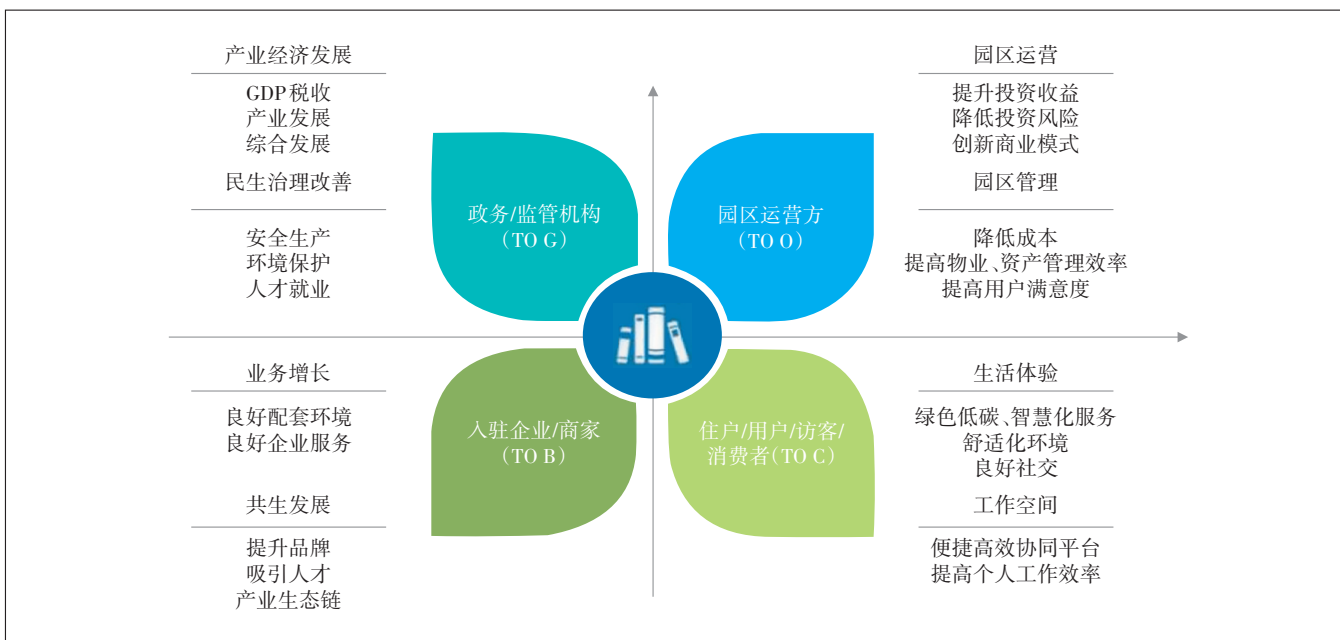 产业经济发展
GDP税收
产业发展
综合发展
民生治理改善
安全生产
环境保护
人才就业
政务/监管机构
（TO G）
园区运营方
（TO O）
园区运营
提升投资收益
降低投资风险
创新商业模式
园区管理
降低成本
提高物业、资产管理效率
提高用户满意度
业务增长
良好配套环境
良好企业服务
共生发展
提升品牌
吸引人才
产业生态链
入驻企业/商家
（TO B）
住户/用户/访客/
消费者（TO C）
生活体验
绿色低碳、智慧化服务
舒适化环境
良好社交
工作空间
便捷高效协同平台
提高个人工作效率